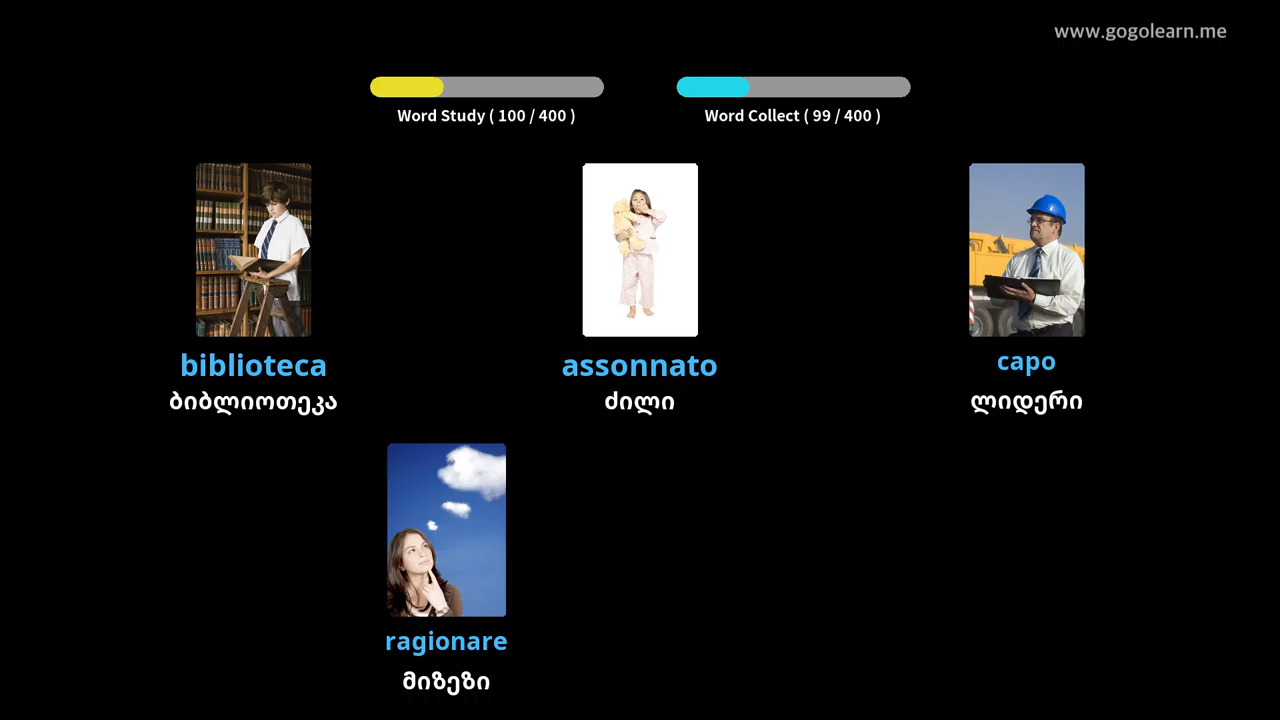 www.gogolearn.me
Word Study ( 100 / 400 )
Word Collect ( 99 / 400 )
biblioteca
ბიბლიოთეკა
assonnato
ძილი
capo
ლიდერი
ragionare
მიზეზი